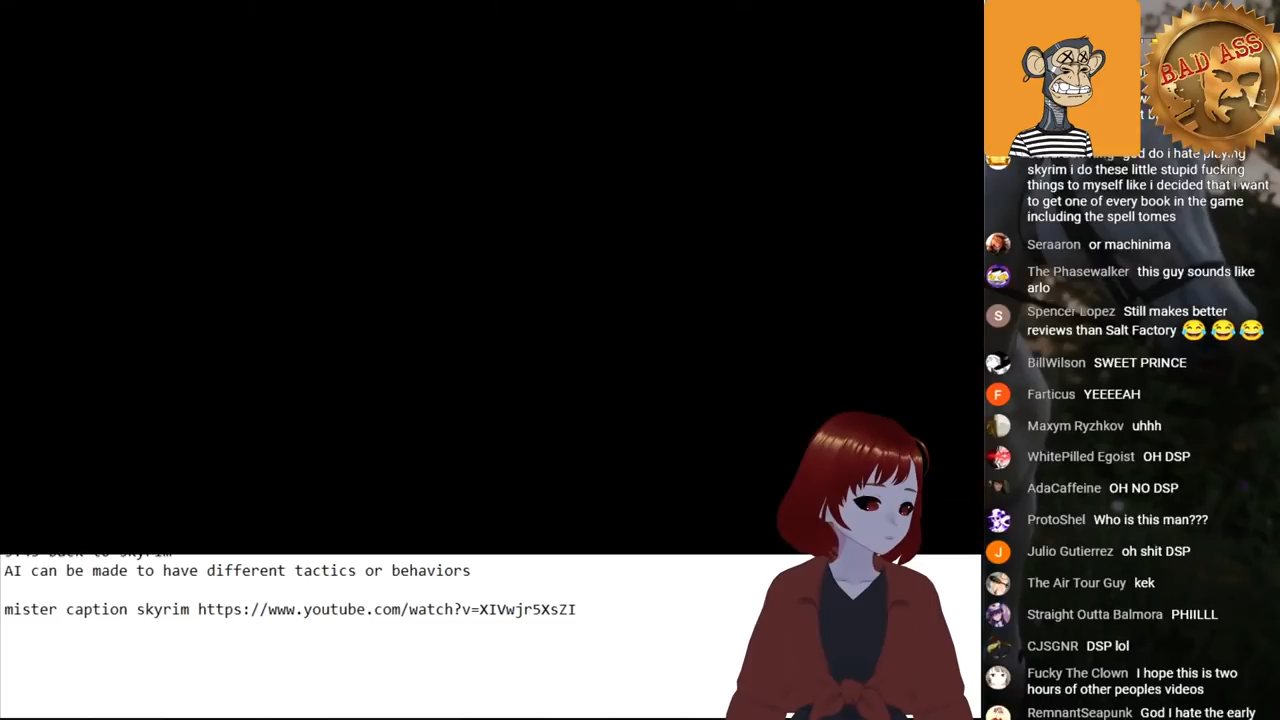 BAD ASS
skyrim i do these little stupid fucking
things to myself like i decided that i want
to get one of every book in the game
including the spell tomes
Seraaron or machinima
The Phasewalker this guy sounds like
arlo
Spencer Lopez Still makes better
reviews than Salt Factory 😂 😂 😂
BillWilson SWEET PRINCE
F
Farticus YEEEEAH
Maxym Ryzhkov uhhh
WhitePilled Egoist OH DSP
AdaCaffeine OH NO DSP
ProtoShel Who is this man???
J
Julio Gutierrez oh shit DSP
The Air Tour Guy kek
Straight Outta Balmora PHIILLL
CJSGNR DSP lol
Fucky The Clown I hope this is two
hours of other peoples videos
RemnantSeapunk God I hate the early
back to skyrim
AI can be made to have different tactics or behaviors
mister caption skyrim https://www.youtube.com/watch?v=XIVwjr5XsZI